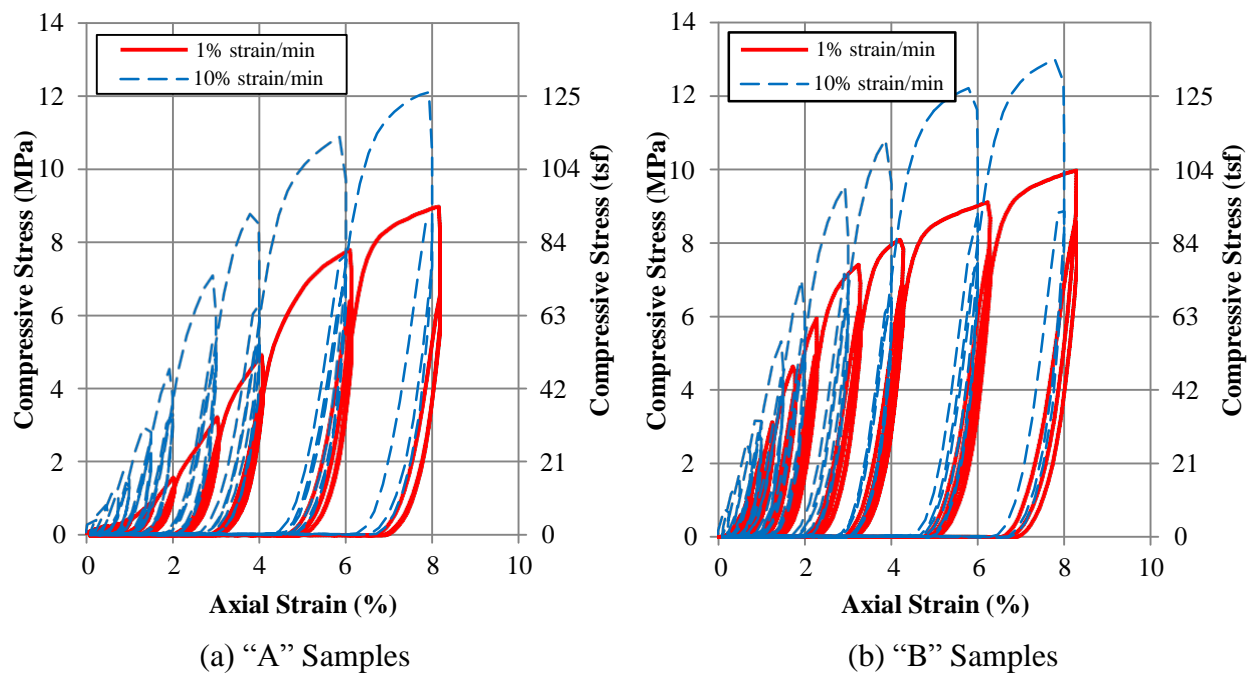 1% strain/min
10% strain/min
Compressive Stress (MPa)
14
12
10
8
6
4
2
0
0 2 4 6 8 10
Axial Strain (%)
125
104
84
63
42
21
0
Compressive Stress (tsf)
(a) “A” Samples
1% strain/min
10% strain/min
Compressive Stress (MPa)
14
12
10
8
6
4
2
0
0 2 4 6 8 10
Axial Strain (%)
125
104
84
63
42
21
0
Compressive Stress (tsf)
(b) “B” Samples